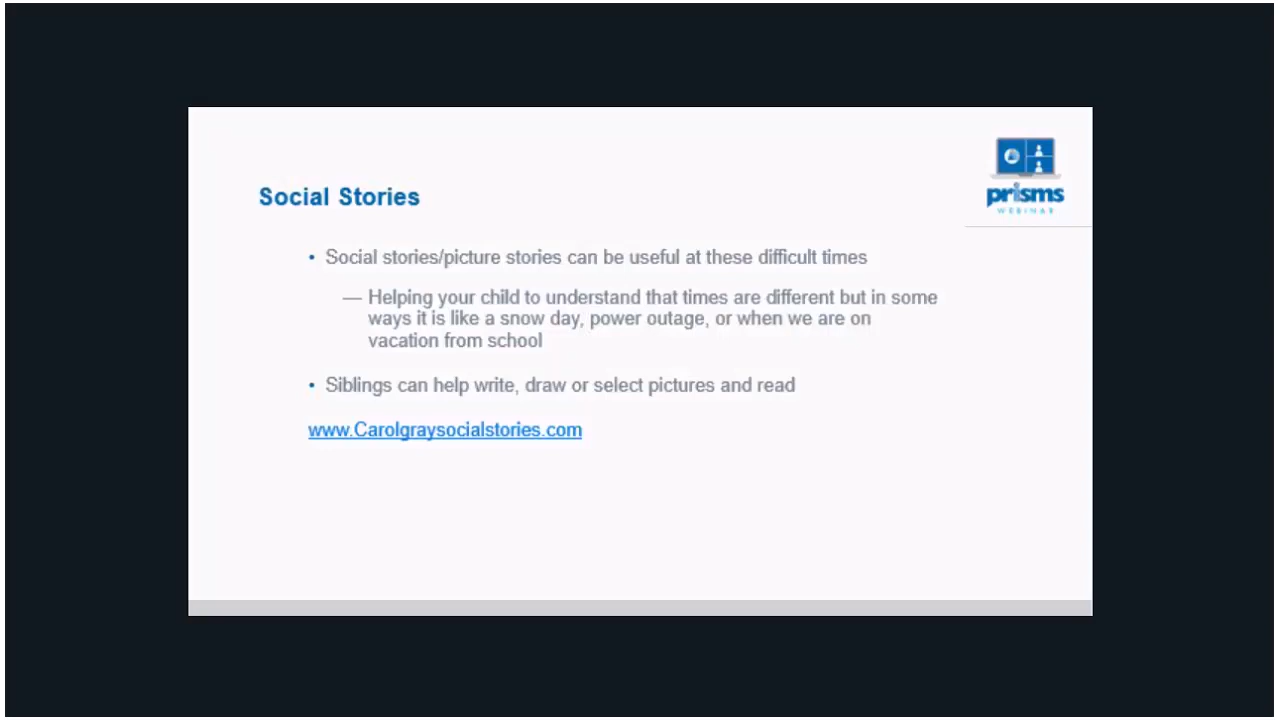 prisms
WEBINAR
Social Stories
• Social stories/picture stories can be useful at these difficult times
— Helping your child to understand that times are different but in some
ways it is like a snow day, power outage, or when we are on
vacation from school
• Siblings can help write, draw or select pictures and read
www.Carolgraysocialstories.com